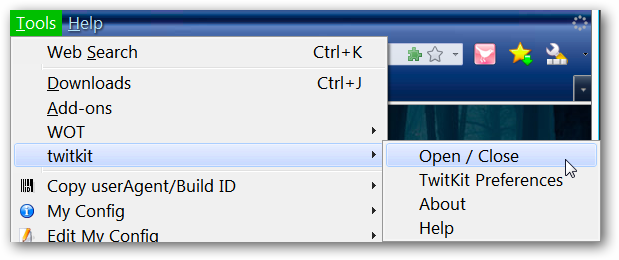 Tools Help
Web Search Ctrl+K
Downloads Ctrl+J
Add-ons
WOT
twitkit
Open / Close
Copy userAgent/Build ID
TwitKit Preferences
My Config
About
Edit My Config
Help